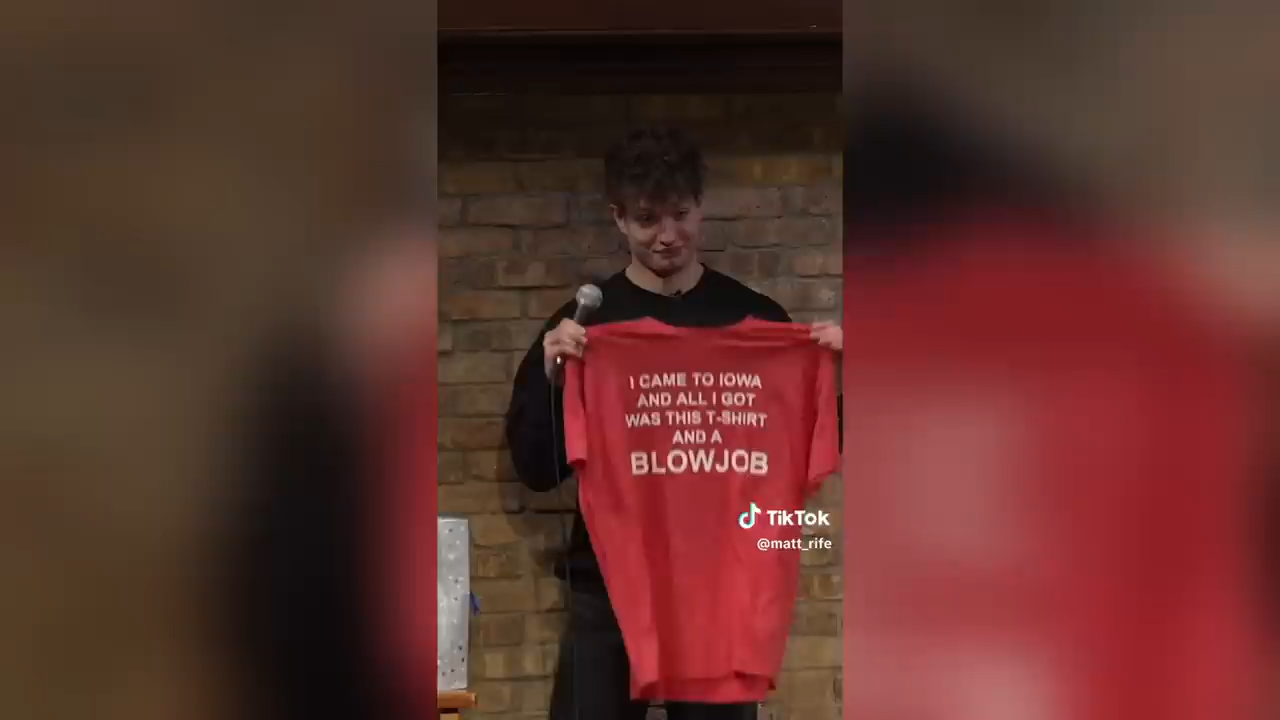 I CAME TO IOWA
AND ALL I GOT
WAS THIS T-SHIRT
AND A
BLOWJOB
TikTok
@matt_rife